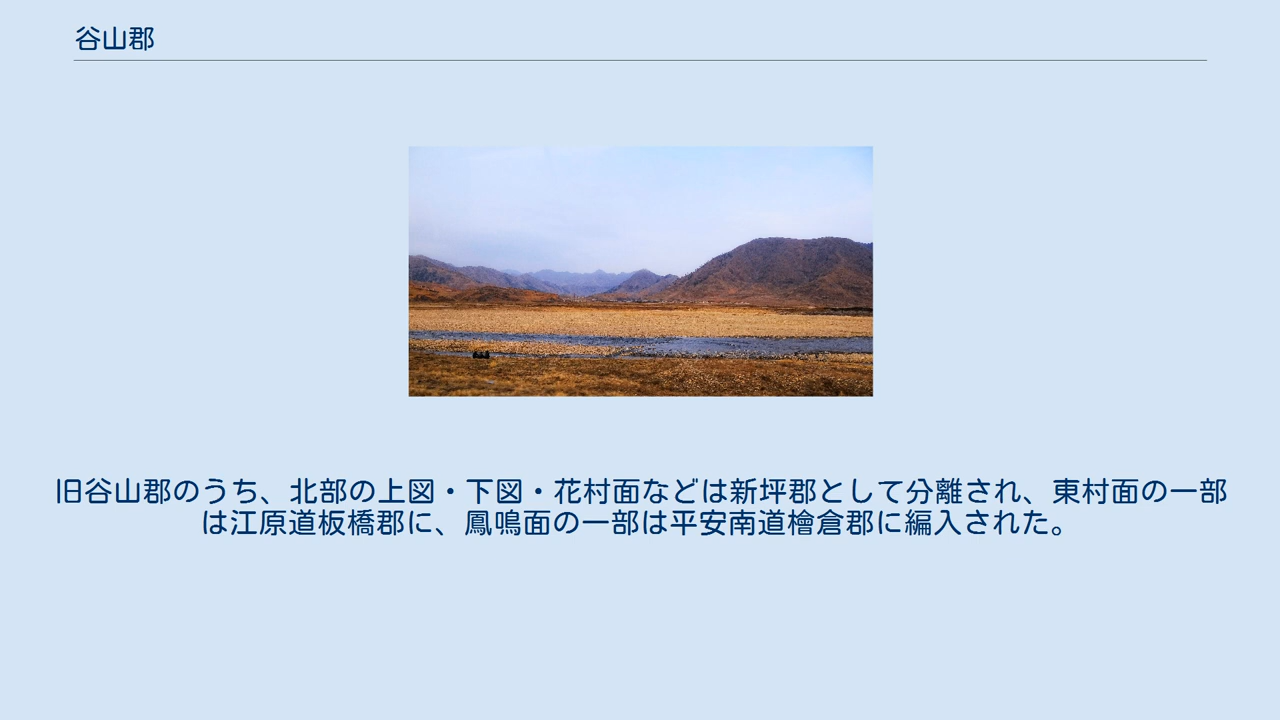 谷山郡
旧谷山郡のうち、北部の上図・下図・花村面などは新坪郡として分離され、東村面の一部
は江原道板橋郡に、鳳鳴面の一部は平安南道檜倉郡に編入された。